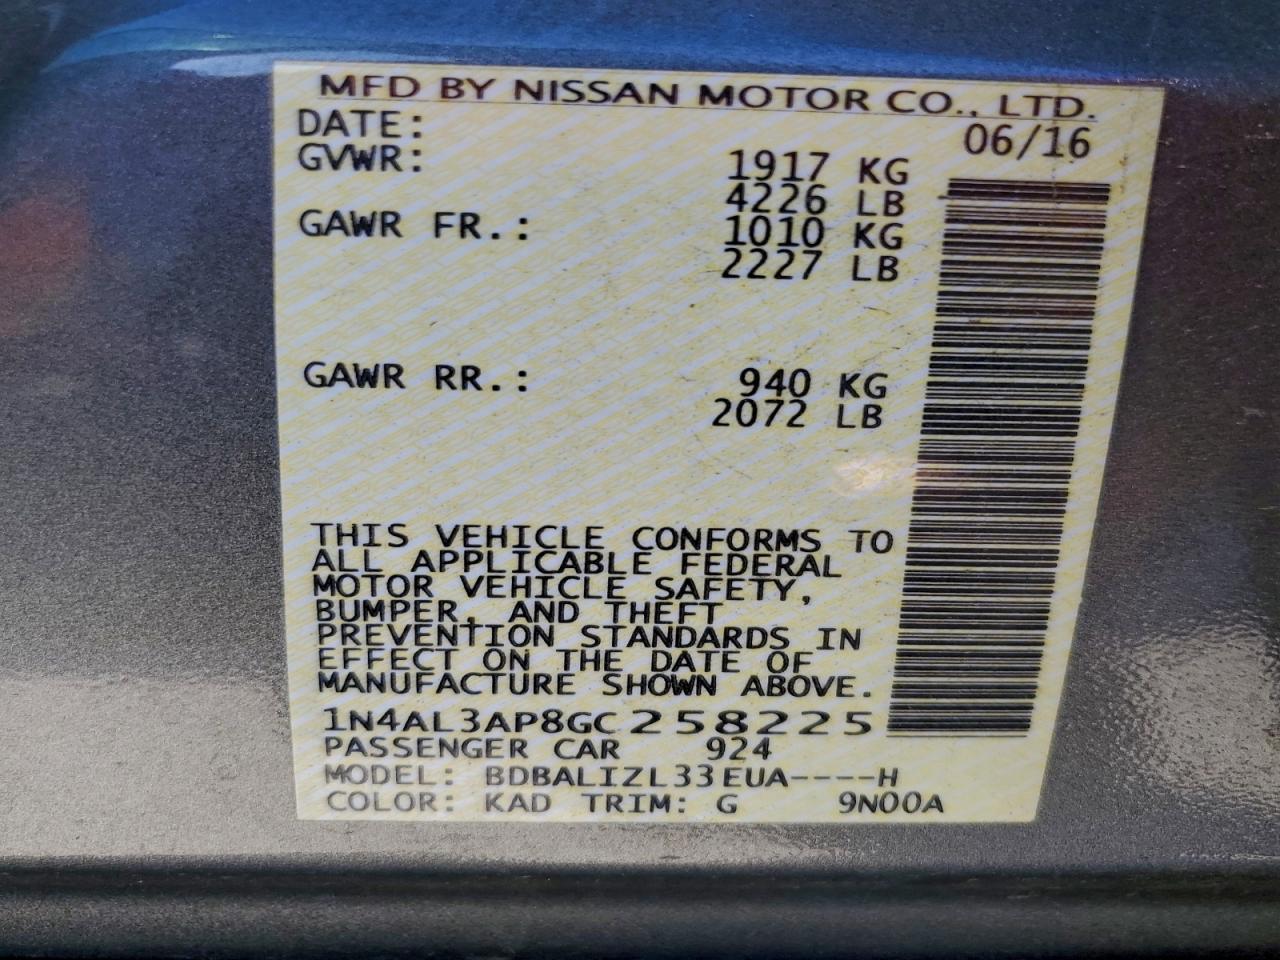 MFD BY NISSAN MOTOR CO., LTD.
DATE: 06/16
GVWR: 1917 KG
4226 LB
GAWR FR.: 1010 KG
2227 LB
GAWR RR.: 940 KG
2072 LB
THIS VEHICLE CONFORMS TO
ALL APPLICABLE FEDERAL
MOTOR VEHICLE SAFETY,
BUMPER, AND THEFT
PREVENTION STANDARDS IN
EFFECT ON THE DATE OF
MANUFACTURE SHOWN ABOVE.
1N4AL3AP8GC258225
PASSENGER CAR 924
MODEL: BDBALIZL33EUA----H
COLOR: KAD TRIM: G 9N00A